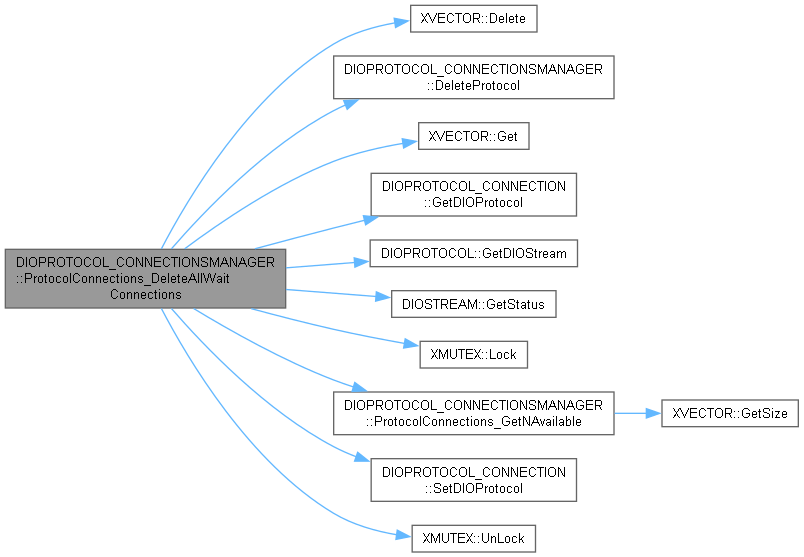 XVECTOR::Delete
DIOPROTOCOL_CONNECTIONSMANAGER
::DeleteProtocol
XVECTOR::Get
DIOPROTOCOL_CONNECTION
::GetDIOProtocol
DIOPROTOCOL::GetDIOStream
DIOPROTOCOL_CONNECTIONSMANAGER
::ProtocolConnections_DeleteAllWait
Connections
DIOSTREAM::GetStatus
XMUTEX::Lock
DIOPROTOCOL_CONNECTIONSMANAGER
::ProtocolConnections_GetNAvailable
XVECTOR::GetSize
DIOPROTOCOL_CONNECTION
::SetDIOProtocol
XMUTEX::UnLock